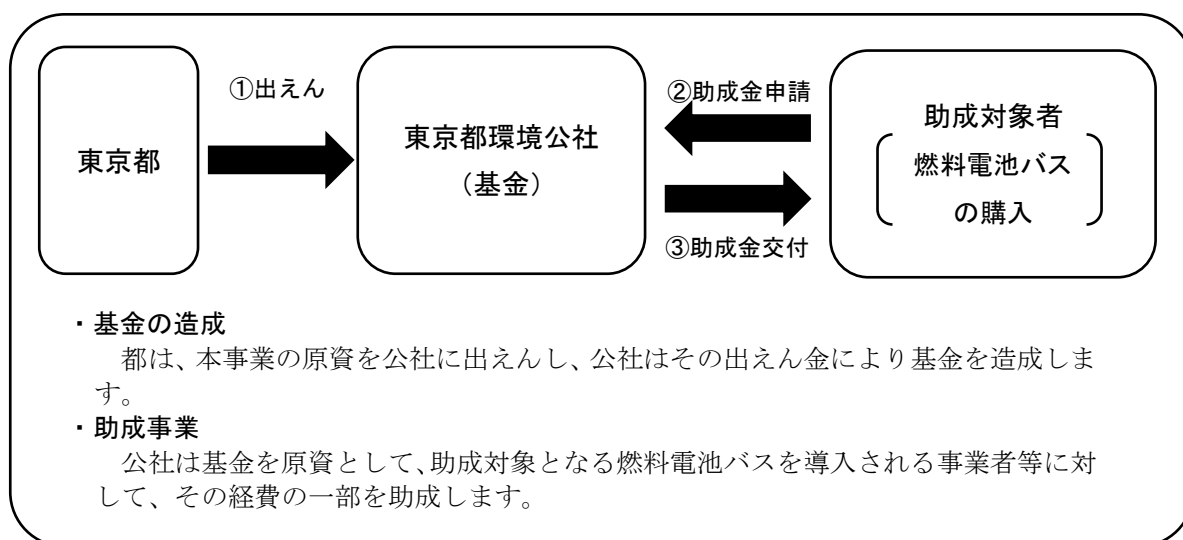 東京都
①出えん
東京都環境公社
（基金）
②助成金申請
③助成金交付
助成対象者
燃料電池バス
の購入
・基金の造成
都は、本事業の原資を公社に出えんし、公社はその出えん金により基金を造成しま
す。
・助成事業
公社は基金を原資として、助成対象となる燃料電池バスを導入される事業者等に対
して、その経費の一部を助成します。